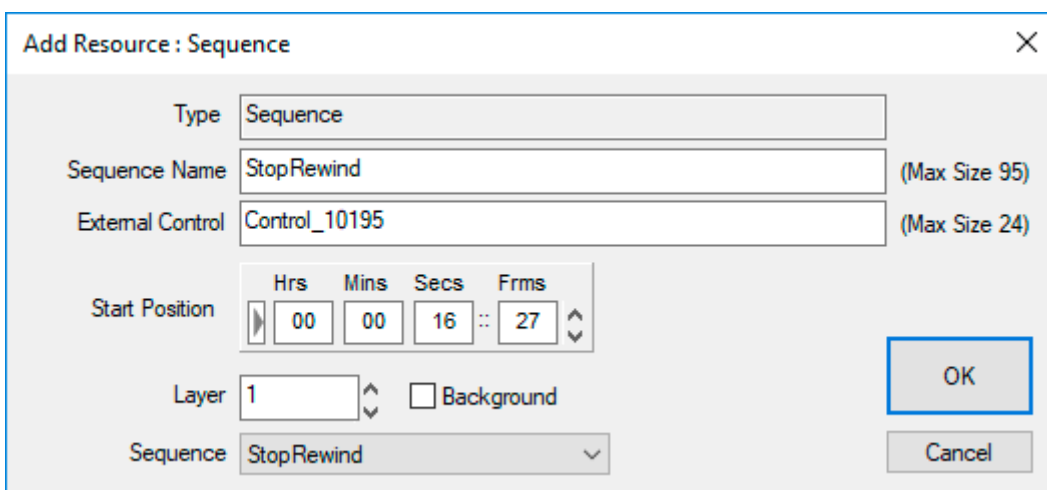 Add Resource : Sequence
Type Sequence
Sequence Name StopRewind (Max Size 95)
External Control Control_10195 (Max Size 24)
Hrs Mins Secs Frms
Start Position 00 00 16 :: 27
OK
Layer 1 Background
Sequence StopRewind Cancel